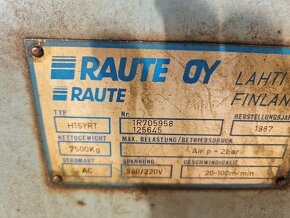 RAUTE OY
RAUTE
LAHTI
FINLAN
TYP
Nr.
HERSTELLUNGSJA
H15YRT
1R705958
125645
1987
NETTOGEWICHT
MAX. BELASTUNG/BETRIEBSDRUCK
7500Kg
Air p = 2bar
STROMART
SPANNUNG
GESCHWINDIGKEIT
AC
380/220V
20-100m/min